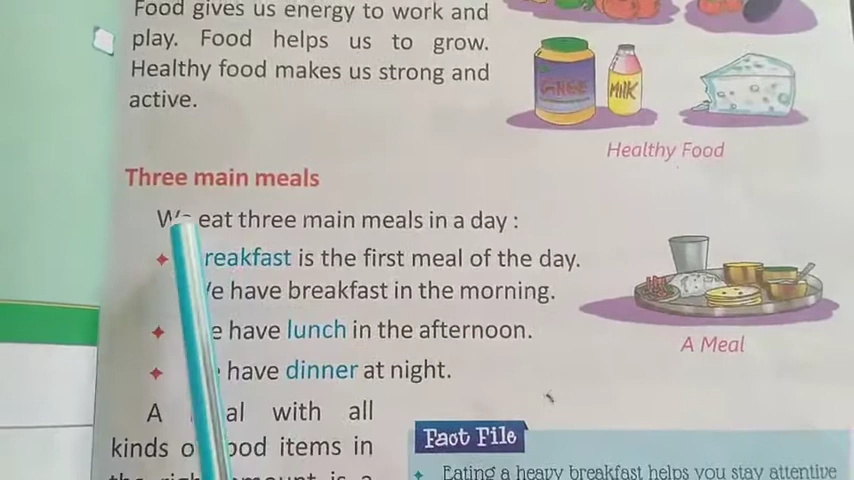 Food gives us energy to work and
play. Food helps us to grow.
Healthy food makes us strong and
active.
GHEE
MILK
Healthy Food
Three main meals
We eat three main meals in a day :
reakfast is the first meal of the day.
e have breakfast in the morning.
e have lunch in the afternoon.
have dinner at night.
A Meal
A al with all
kinds o ood items in
Fact File
Eating a heavy breakfast helps you stay attentive